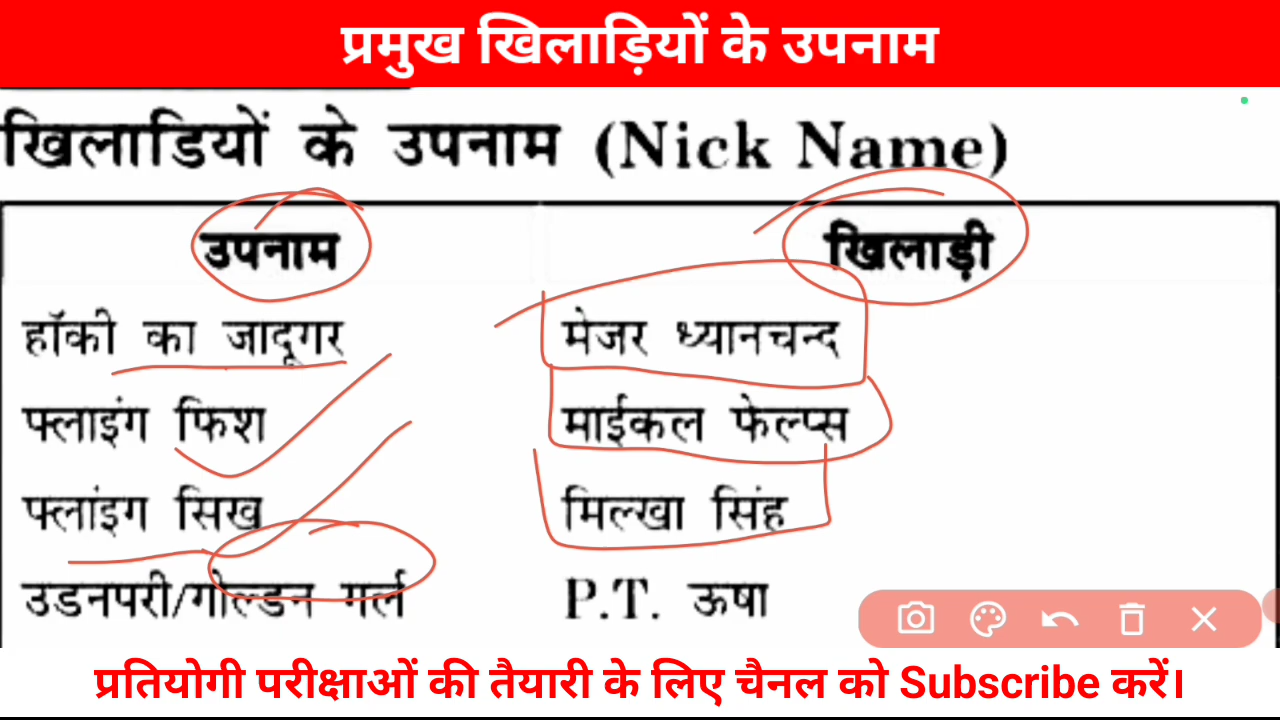 प्रमुख खिलाड़ियों के उपनाम
खिलाडियों के उपनाम (Nick Name)
उपनाम खिलाड़ी
हॉकी का जादूगर मेजर ध्यानचन्द
फ्लाइंग फिश माईकल फेल्प्स
फ्लांइग सिख मिल्खा सिंह
उडनपरी/गोल्डन गर्ल P.T. ऊषा
प्रतियोगी परीक्षाओं की तैयारी के लिए चैनल को Subscribe करें।